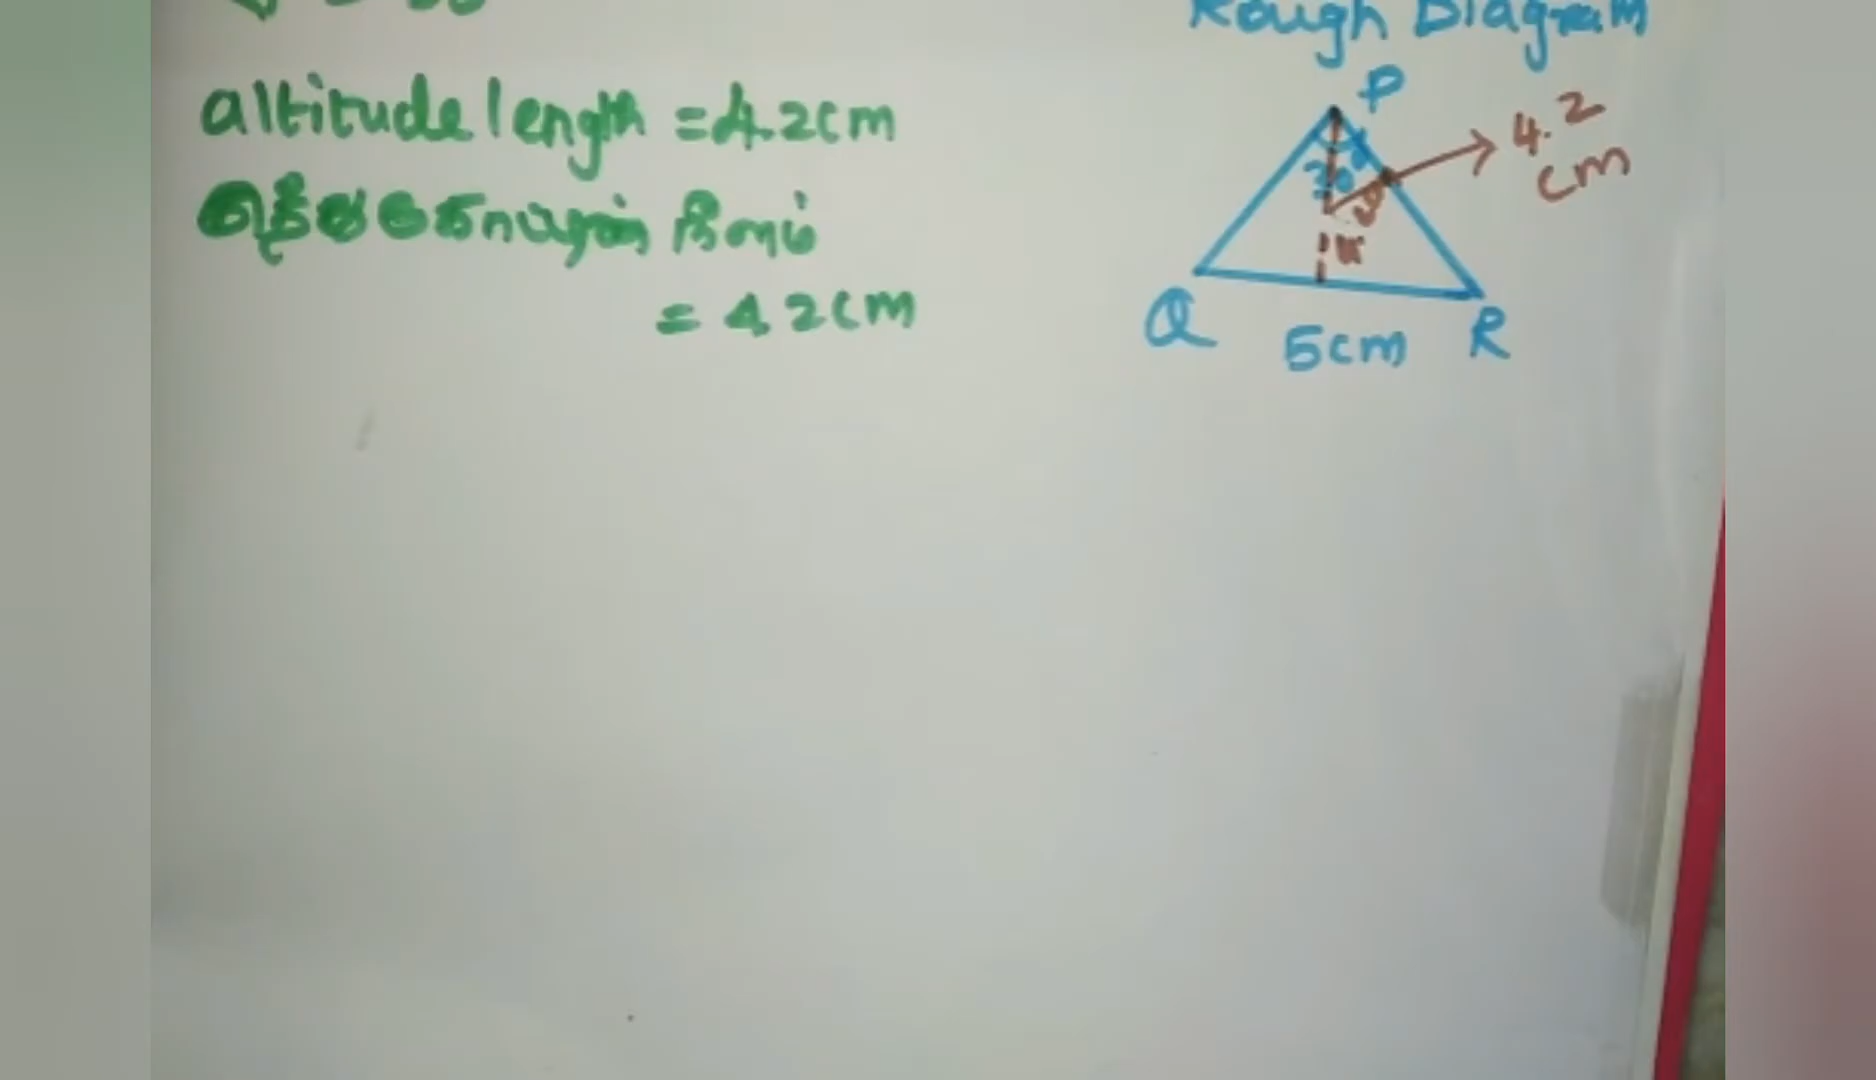 altitude length = 4.2cm
நீளம்
= 4.2cm
Rough Diagram
P
4.2
cm
Q
5cm
R